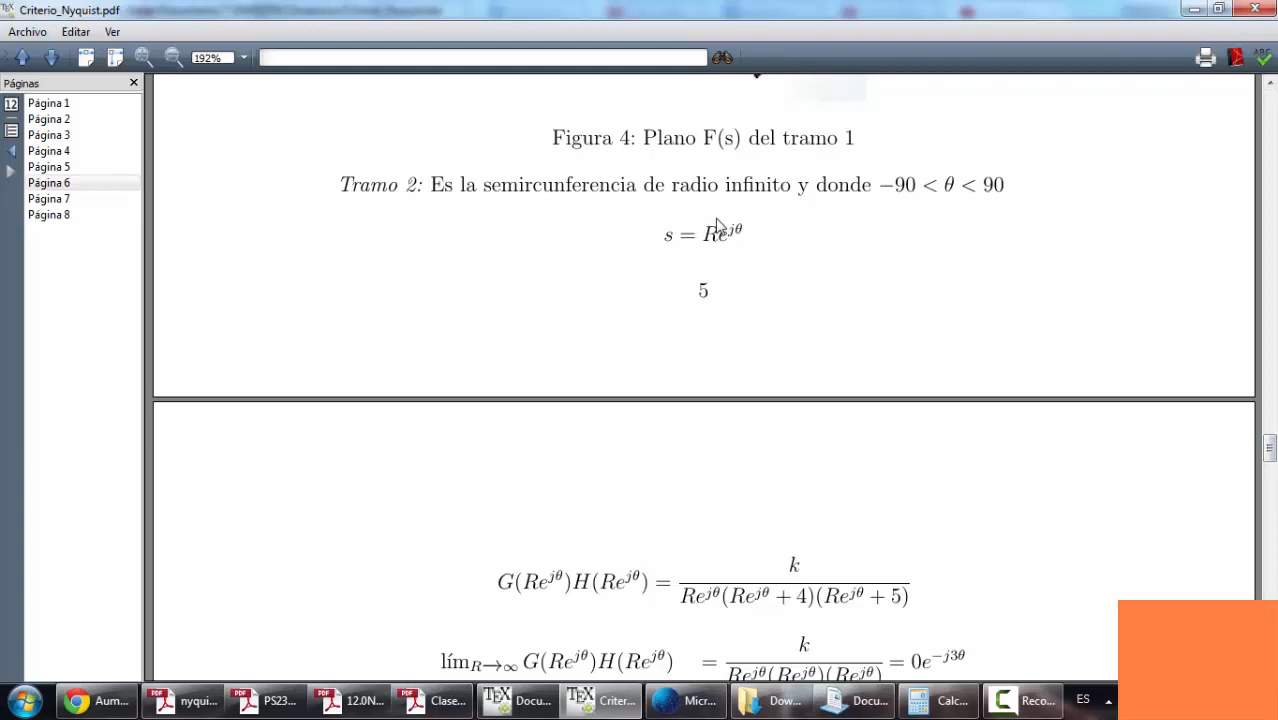 Criterio_Nyquist.pdf
Archivo Editar Ver
192%
Páginas
Página 1
Página 2
Página 3
Página 4
Página 5
Página 6
Página 7
Página 8
12
ABC
Figura 4: Plano F(s) del tramo 1
Tramo 2: Es la semircunferencia de radio infinito y donde −90 < θ < 90
s = Re^{jθ}
5
G(Re^{jθ})H(Re^{jθ}) = k / Re^{jθ}(Re^{jθ} + 4)(Re^{jθ} + 5)
lím_{R→∞} G(Re^{jθ})H(Re^{jθ}) = k / Re^{jθ}(Re^{jθ})(Re^{jθ}) = 0e^{−j3θ}
Aum... nyqui... PS23... 12.0N... Clase... Docu... Criter... Micr... Dow... Docu... Calc... Reco... ES